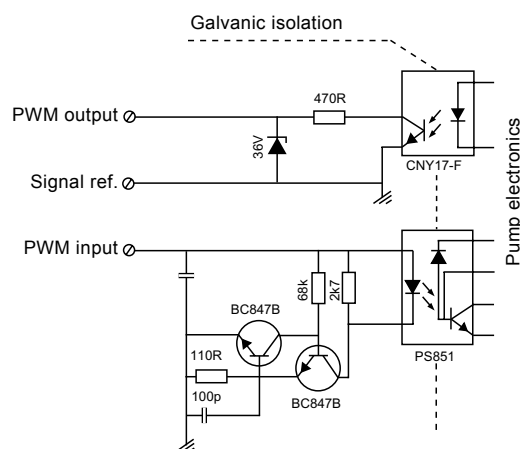 Galvanic isolation
PWM output
470R
36V
CNY17-F
Signal ref.
Pump electronics
PWM input
68k
2k7
BC847B
110R
PS851
100p
BC847B